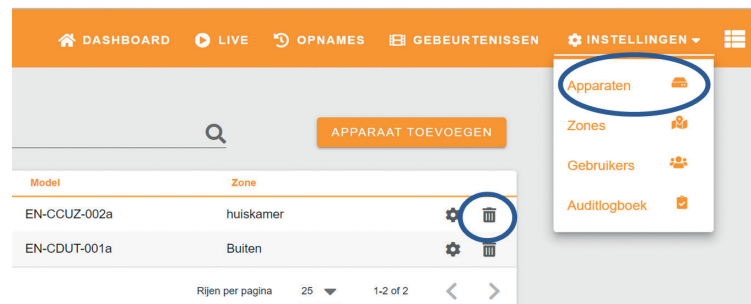 DASHBOARD LIVE OPNAMES GEBEURTENISSEN INSTELLINGEN
Apparaten
Zones
Gebruikers
Auditlogboek
APPARAAT TOEVOEGEN
Model Zone
EN-CCUZ-002a huiskamer
EN-CDUT-001a Buiten
Rijen per pagina 25 1-2 of 2